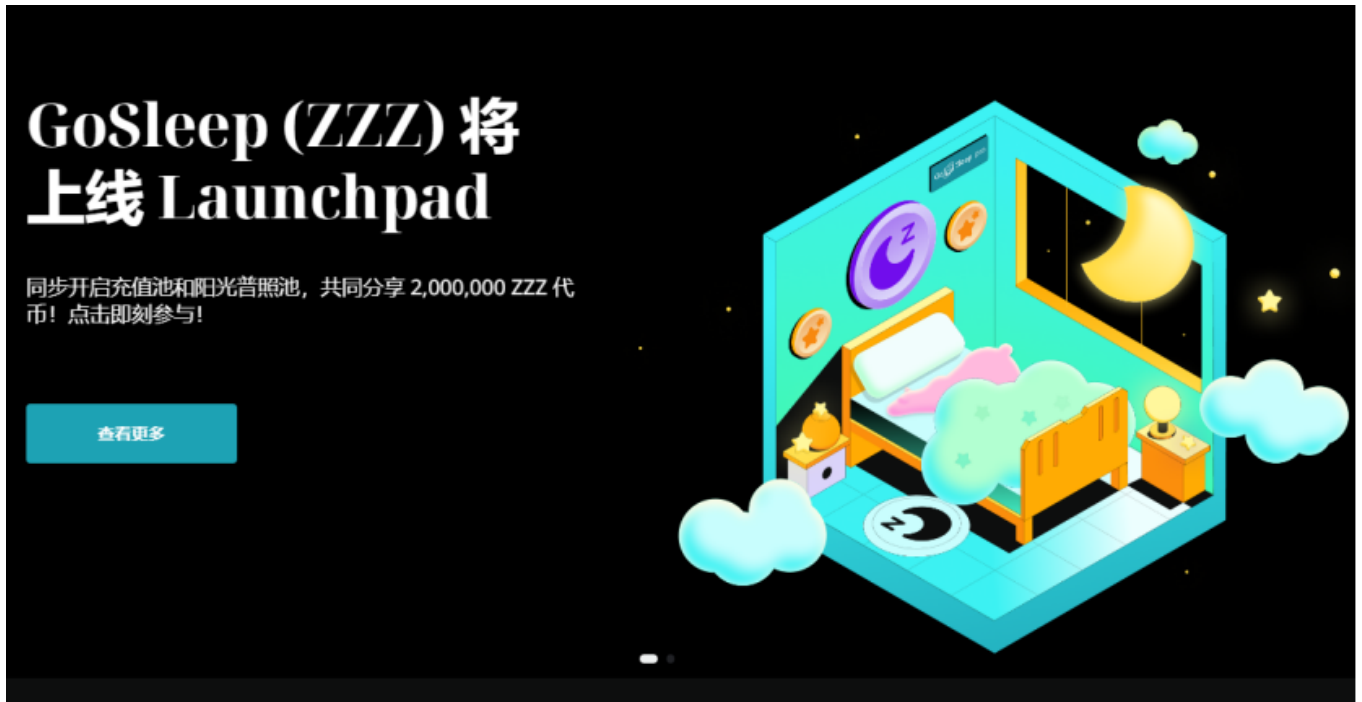 GoSleep (ZZZ) 将
上线 Launchpad
同步开启充值池和阳光普照池，共同分享 2,000,000 ZZZ 代
币！点击即刻参与！
查看更多
Z
Z